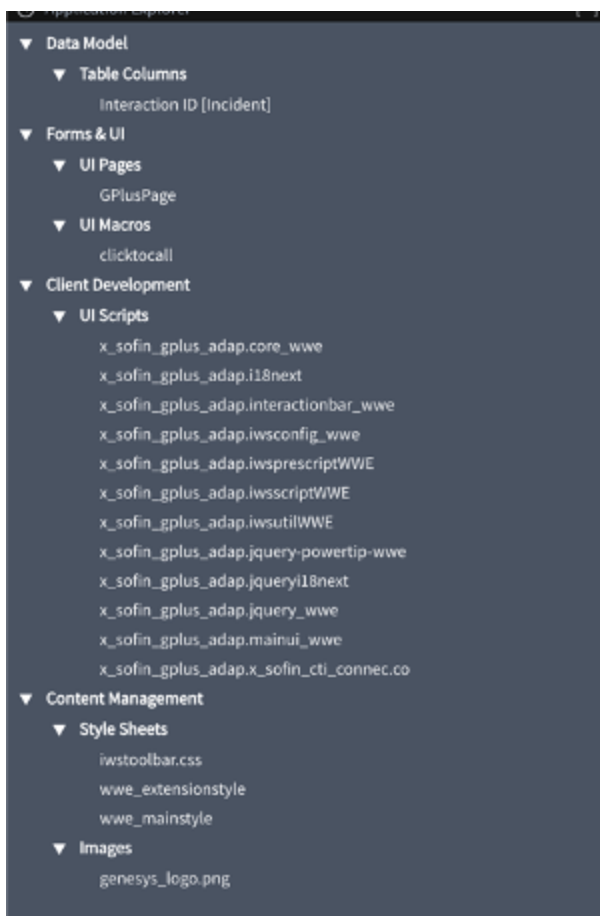 Application Explorer
Data Model
Table Columns
Interaction ID [Incident]
Forms & UI
UI Pages
GPlusPage
UI Macros
clicktocall
Client Development
UI Scripts
x_sofin_gplus_adap.core_wwe
x_sofin_gplus_adap.i18next
x_sofin_gplus_adap.interactionbar_wwe
x_sofin_gplus_adap.iwsconfig_wwe
x_sofin_gplus_adap.iwsprescriptWWE
x_sofin_gplus_adap.iwsscriptWWE
x_sofin_gplus_adap.iwsutilWWE
x_sofin_gplus_adap.jquery-powertip-wwe
x_sofin_gplus_adap.jqueryi18next
x_sofin_gplus_adap.jquery_wwe
x_sofin_gplus_adap.mainui_wwe
x_sofin_gplus_adap.x_sofin_cti_connec.co
Content Management
Style Sheets
iwstoolbar.css
wwe_extensionstyle
wwe_mainstyle
Images
genesys_logo.png